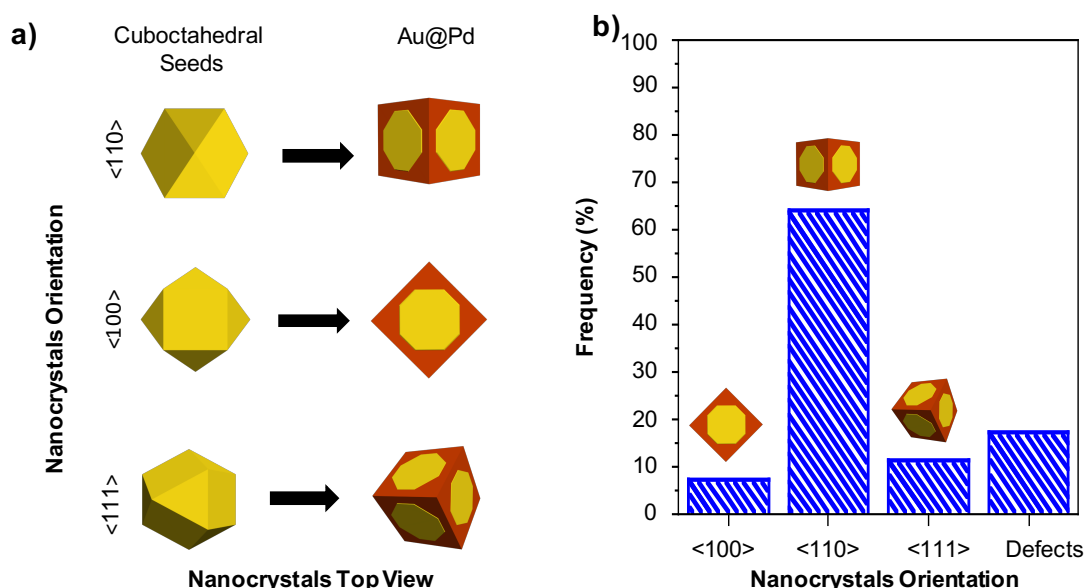 a)
Cuboctahedral
Seeds
Au@Pd
<110>
<100>
<111>
Nanocrystals Orientation
Nanocrystals Top View
b)
100
90
80
70
60
50
40
30
20
10
0
Frequency (%)
<100>
<110>
<111>
Defects
Nanocrystals Orientation